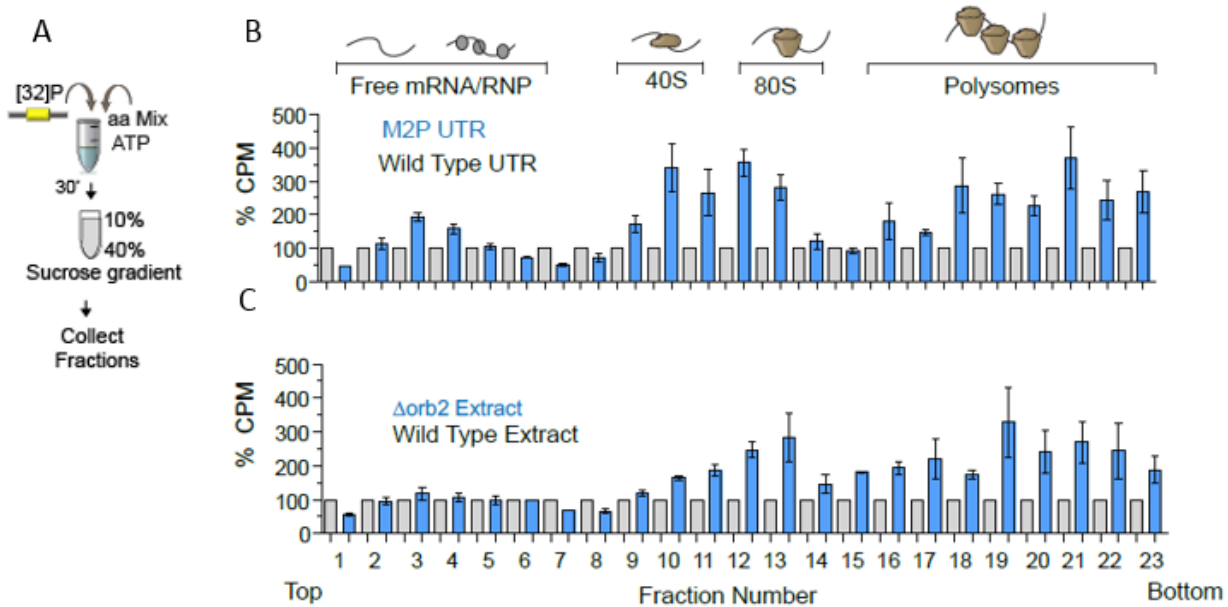 A
[32]P
aa Mix
ATP
30'
10%
40%
Sucrose gradient
Collect
Fractions
B
Free mRNA/RNP
40S
80S
Polysomes
M2P UTR
Wild Type UTR
% CPM
500
400
300
200
100
0
C
Δorb2 Extract
Wild Type Extract
% CPM
500
400
300
200
100
0
1 2 3 4 5 6 7 8 9 10 11 12 13 14 15 16 17 18 19 20 21 22 23
Top Fraction Number Bottom